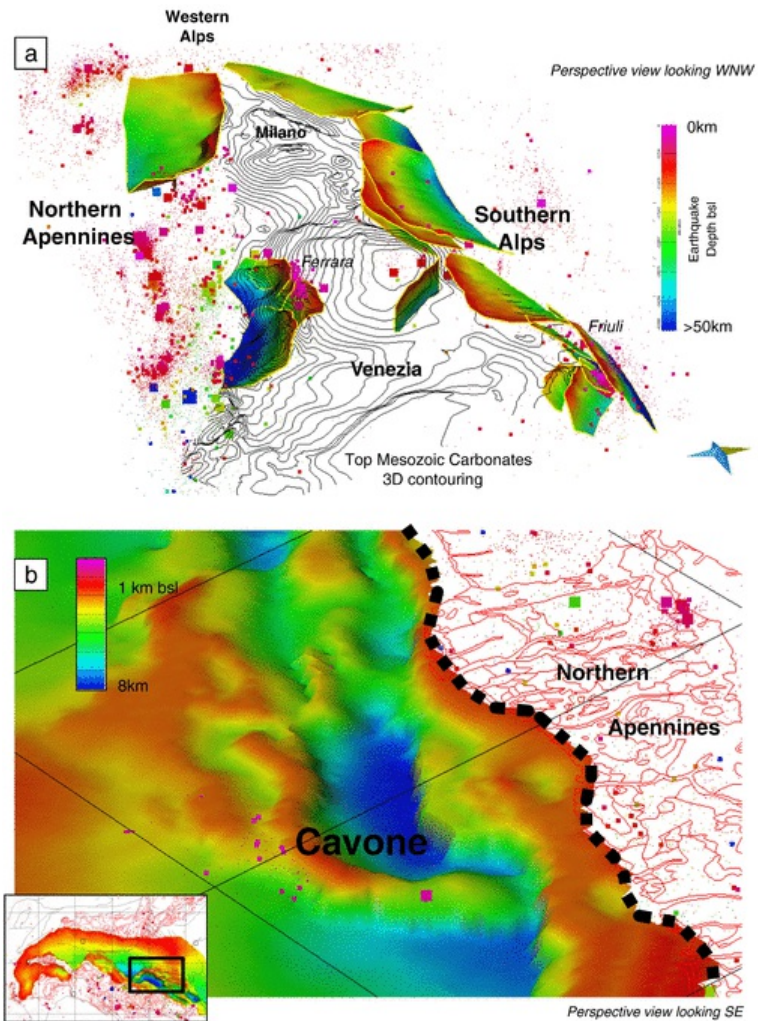 Western
Alps
a
Perspective view looking WNW
0km
Milano
Earthquake
Depth bsl
Northern
Apennines
Southern
Alps
Ferrara
>50km
Friuli
Venezia
Top Mesozoic Carbonates
3D contouring
b
1 km bsl
8km
Northern
Apennines
Cavone
Perspective view looking SE